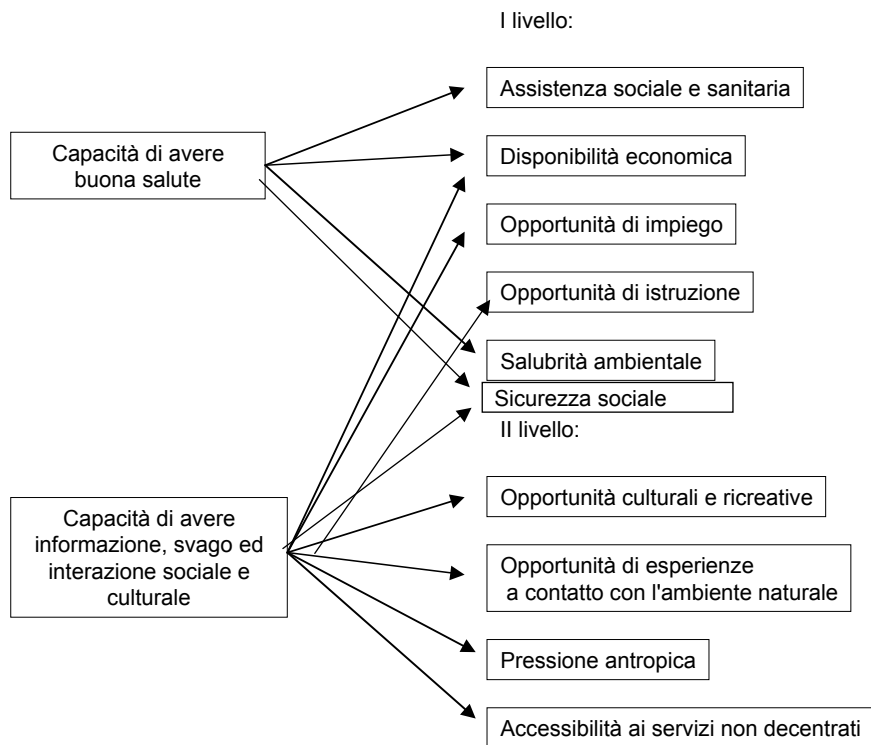 I livello:
Assistenza sociale e sanitaria
Capacità di avere
buona salute
Disponibilità economica
Opportunità di impiego
Opportunità di istruzione
Salubrità ambientale
Sicurezza sociale
II livello:
Capacità di avere
informazione, svago ed
interazione sociale e
culturale
Opportunità culturali e ricreative
Opportunità di esperienze
a contatto con l'ambiente naturale
Pressione antropica
Accessibilità ai servizi non decentrati